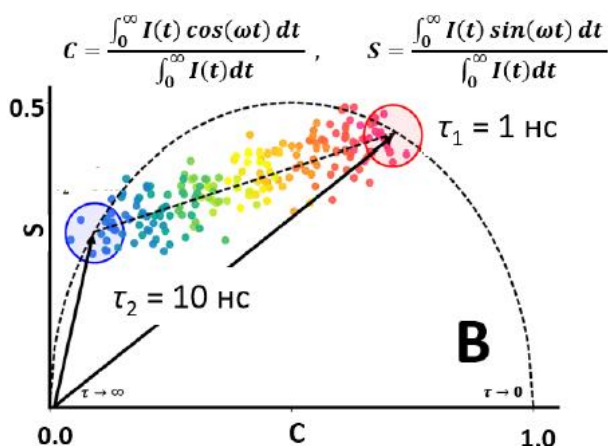 C = ∫₀^∞ I(t) cos(ωt) dt / ∫₀^∞ I(t)dt , S = ∫₀^∞ I(t) sin(ωt) dt / ∫₀^∞ I(t)dt
0.5
τ₁ = 1 нс
S
τ₂ = 10 нс
B
τ → ∞
τ → 0
0.0
C
1.0